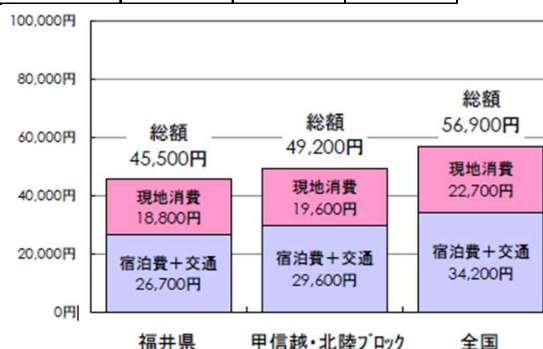 100,000円
80,000円
60,000円
40,000円
20,000円
0円
総額
45,500円
現地消費
18,800円
宿泊費＋交通
26,700円
総額
49,200円
現地消費
19,600円
宿泊費＋交通
29,600円
総額
56,900円
現地消費
22,700円
宿泊費＋交通
34,200円
福井県
甲信越・北陸ブロック
全国